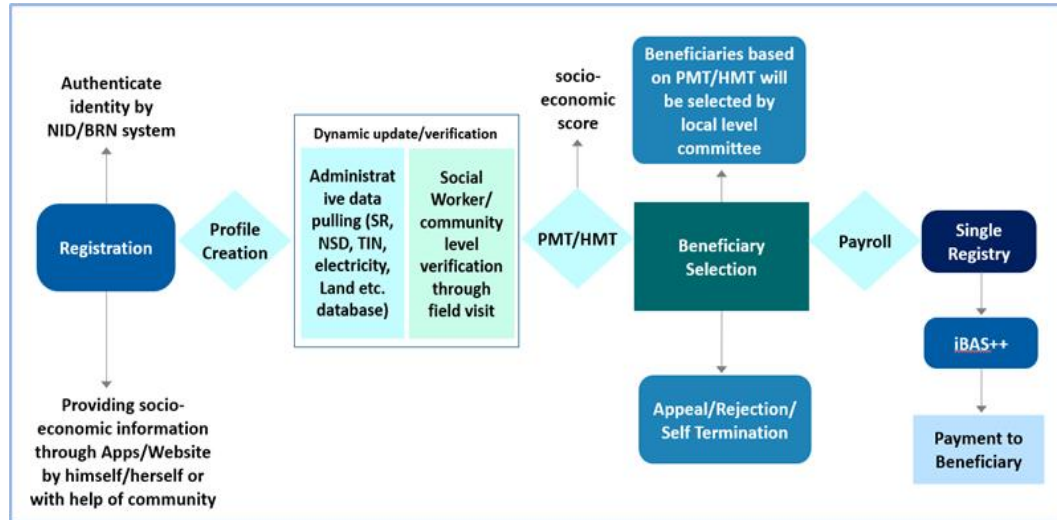 Authenticate
identity by
NID/BRN system
Registration
Providing socio-
economic information
through Apps/Website
by himself/herself or
with help of community
Profile
Creation
Dynamic update/verification
Administrat
ive data
pulling (SR,
NSD, TIN,
electricity,
Land etc.
database)
Social
Worker/
community
level
verification
through
field visit
socio-
economic
score
PMT/HMT
Beneficiaries based
on PMT/HMT will
be selected by
local level
committee
Beneficiary
Selection
Appeal/Rejection/
Self Termination
Payroll
Single
Registry
iBAS++
Payment to
Beneficiary